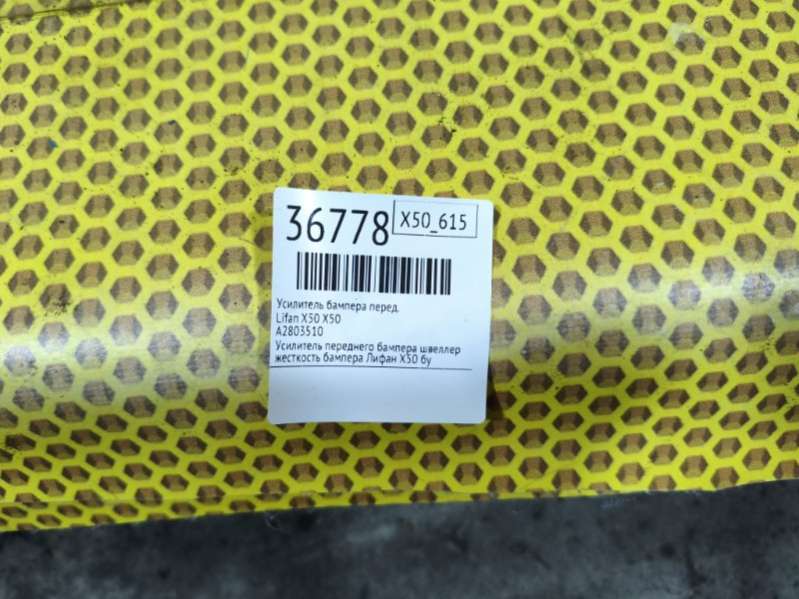 36778 X50_615
Усилитель бампера перед.
Lifan X50 X50
A2803510
Усилитель переднего бампера швеллер
жесткость бампера Лифан Х50 бу